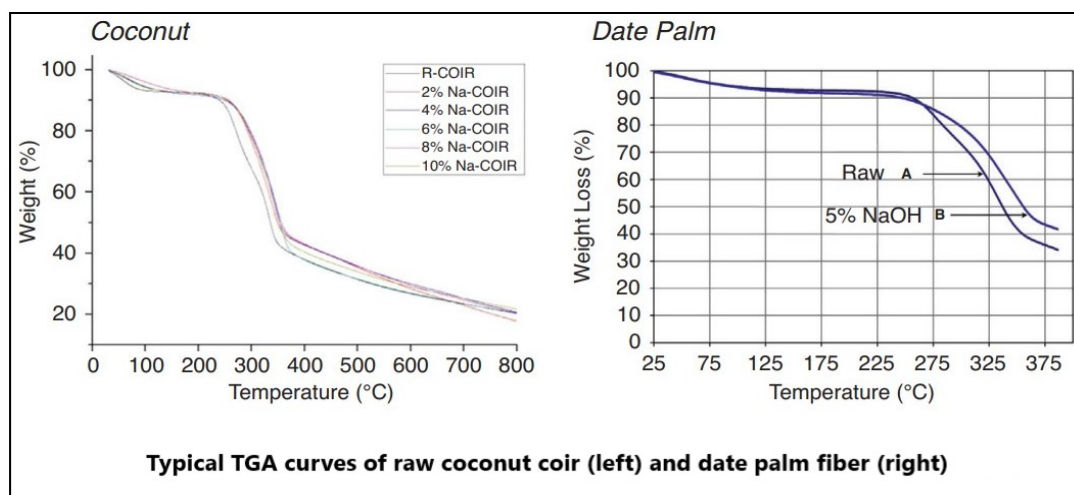 Coconut
Weight (%)
100
80
60
40
20
R-COIR
2% Na-COIR
4% Na-COIR
6% Na-COIR
8% Na-COIR
10% Na-COIR
0 100 200 300 400 500 600 700 800
Temperature (°C)
Date Palm
Weight Loss (%)
100
90
80
70
60
50
40
30
20
10
0
Raw A
5% NaOH B
25 75 125 175 225 275 325 375
Temperature (°C)
Typical TGA curves of raw coconut coir (left) and date palm fiber (right)